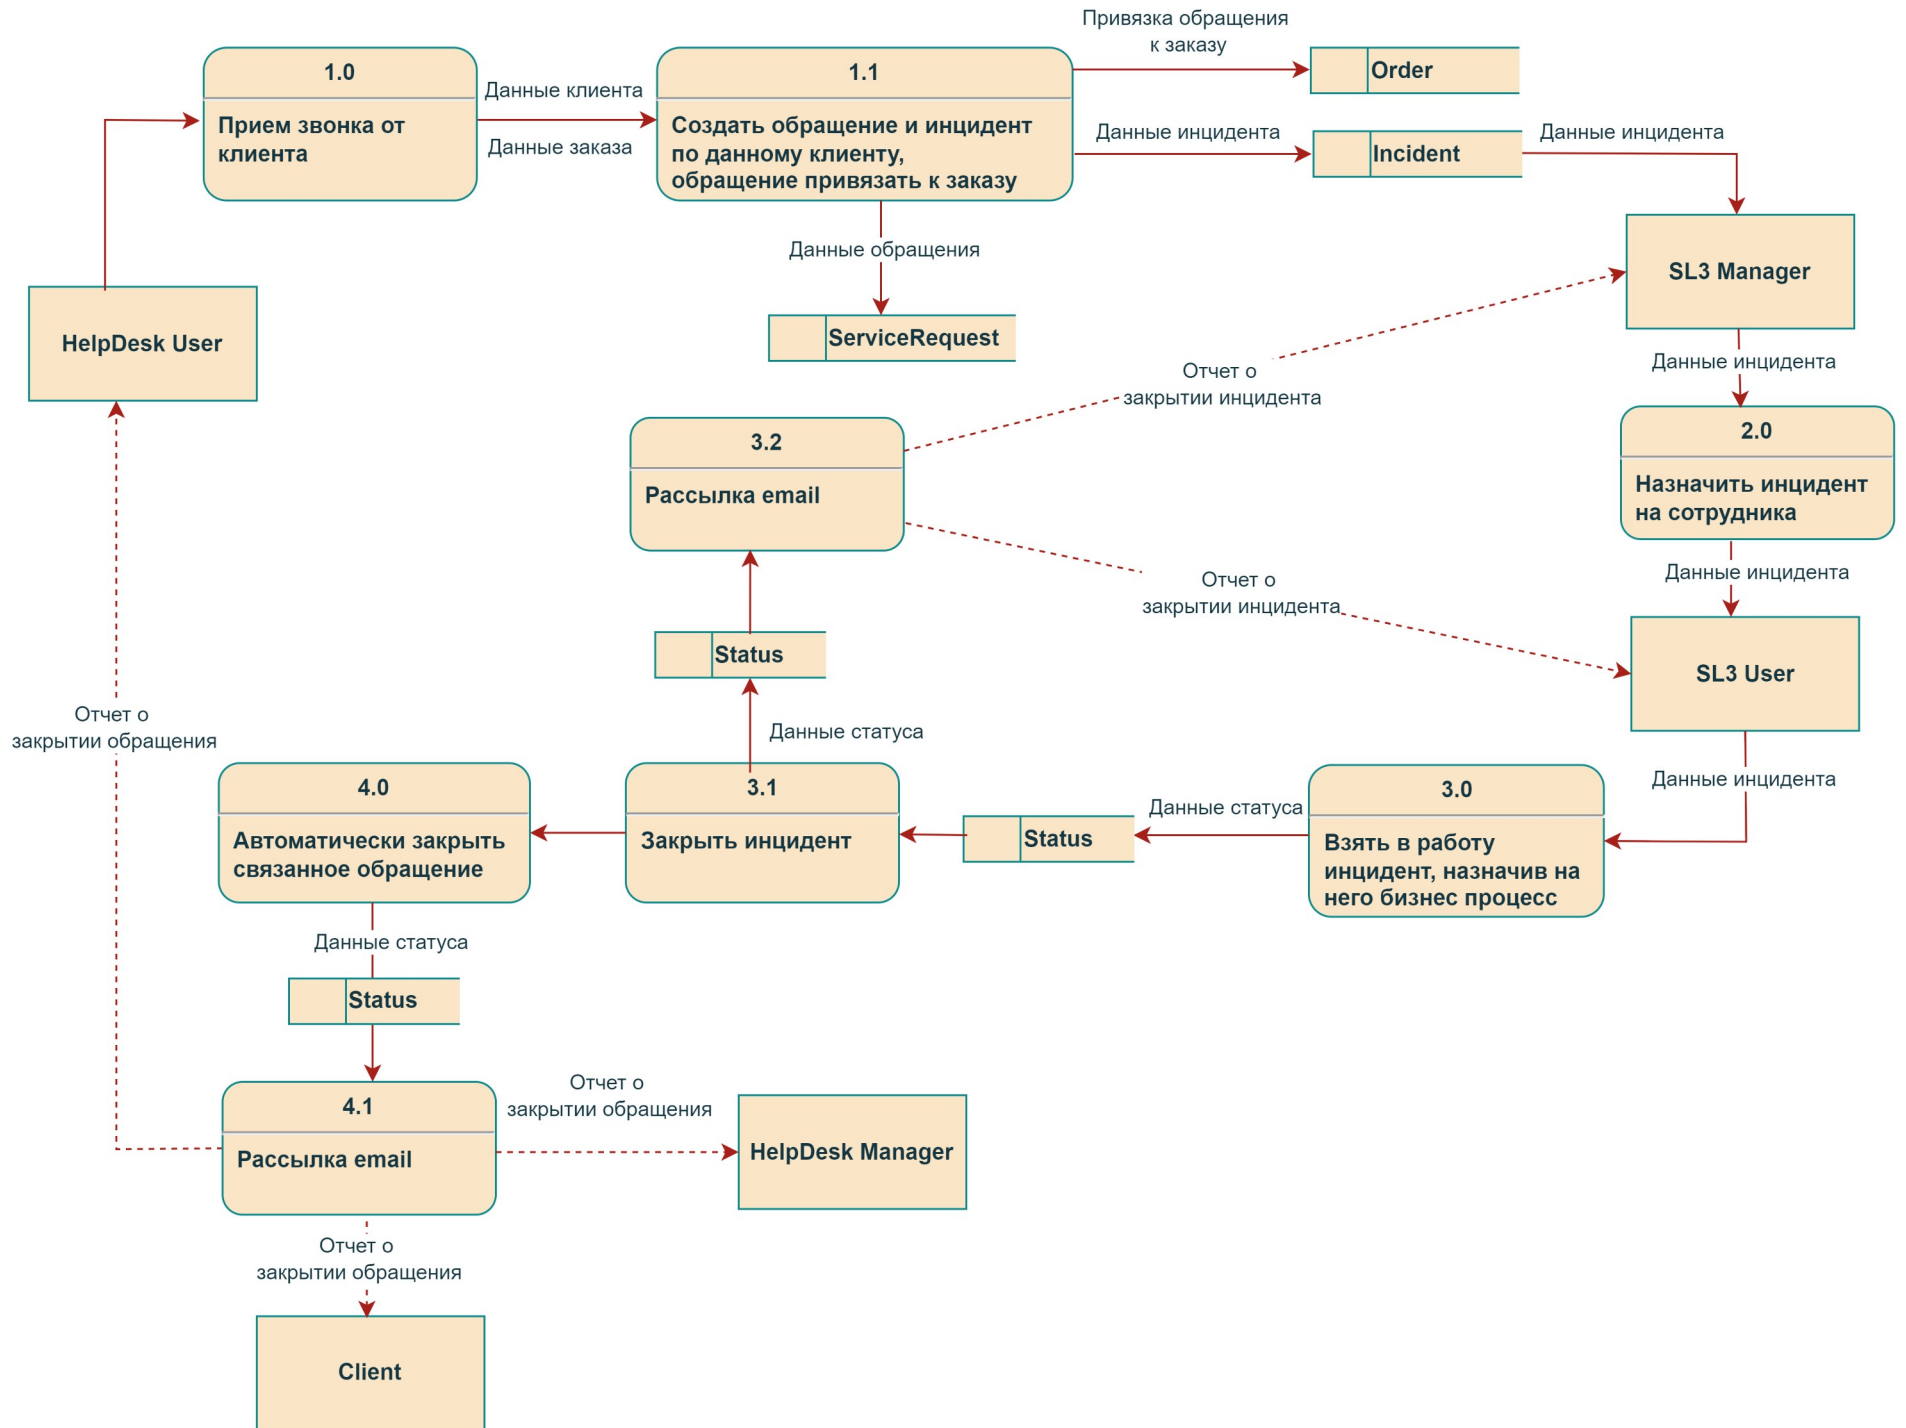 Привязка обращения
к заказу
1.0
Прием звонка от
клиента
Данные клиента
Данные заказа
1.1
Создать обращение и инцидент
по данному клиенту,
обращение привязать к заказу
Order
Данные инцидента
Incident
Данные инцидента
Данные обращения
ServiceRequest
SL3 Manager
HelpDesk User
Данные инцидента
Отчет о
закрытии инцидента
2.0
Назначить инцидент
на сотрудника
3.2
Рассылка email
Данные инцидента
Отчет о
закрытии инцидента
SL3 User
Status
Данные статуса
Отчет о
закрытии обращения
Данные инцидента
4.0
Автоматически закрыть
связанное обращение
3.1
Закрыть инцидент
Status
Данные статуса
3.0
Взять в работу
инцидент, назначив на
него бизнес процесс
Данные статуса
Status
4.1
Рассылка email
Отчет о
закрытии обращения
HelpDesk Manager
Отчет о
закрытии обращения
Client